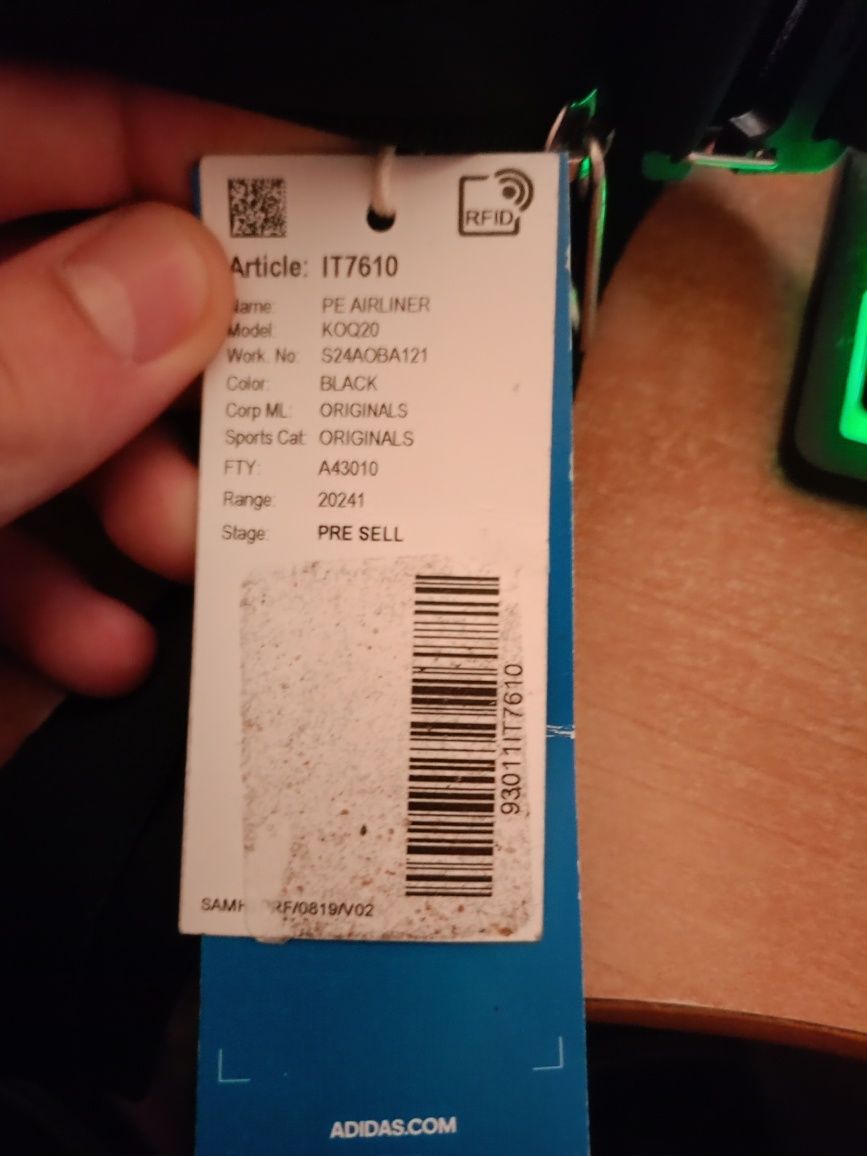 RFID
Article: IT7610
Name: PE AIRLINER
Model: KOQ20
Work. No: S24AOBA121
Color: BLACK
Corp ML: ORIGINALS
Sports Cat: ORIGINALS
FTY: A43010
Range: 20241
Stage: PRE SELL
93011IT7610
RF/0819/V02
ADIDAS.COM